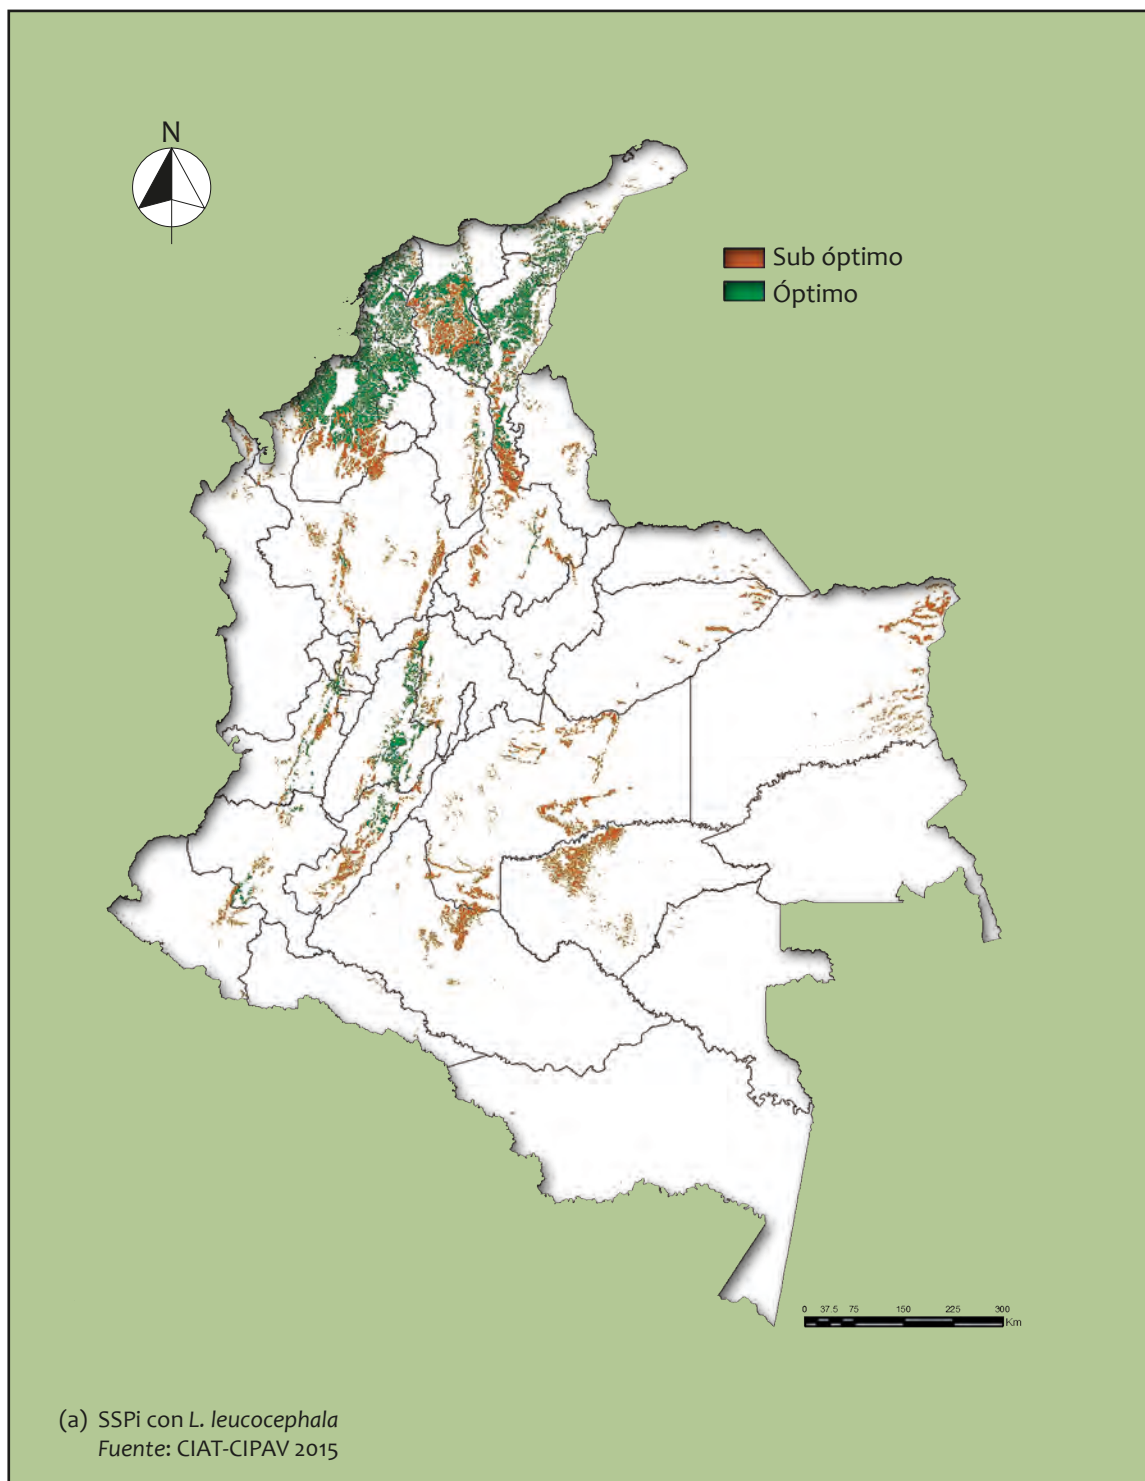 N
Sub óptimo
Óptimo
0 37.5 75 150 225 300
Km
(a) SSPi con L. leucocephala
Fuente: CIAT-CIPAV 2015